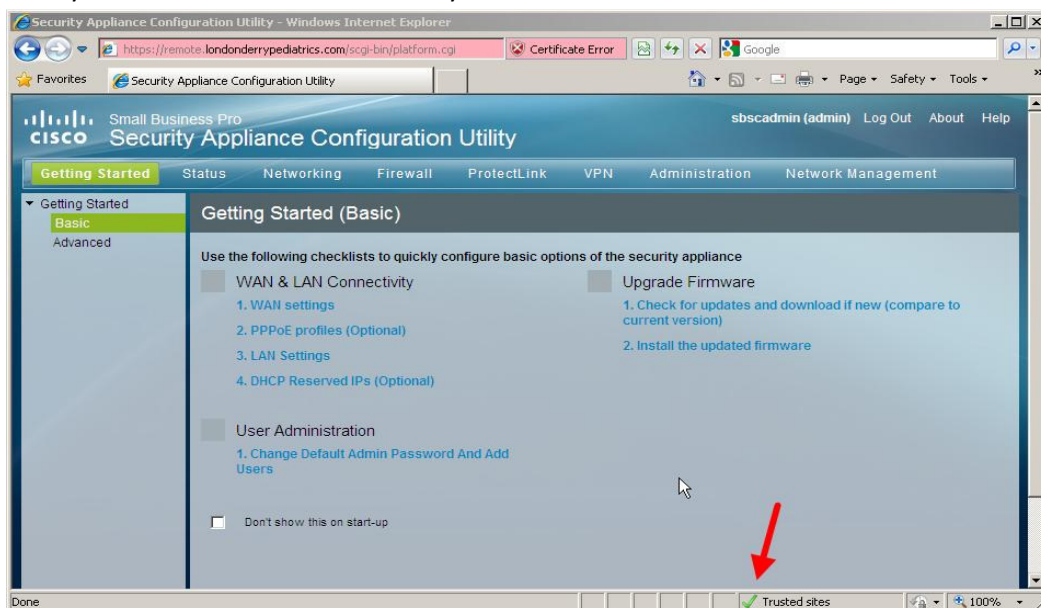 Security Appliance Configuration Utility - Windows Internet Explorer
https://remote.londonderrypediatrics.com/scgi-bin/platform.cgi Certificate Error Google
Favorites Security Appliance Configuration Utility Page Safety Tools »
Small Business Pro sbscadmin (admin) Log Out About Help
CISCO Security Appliance Configuration Utility
Getting Started Status Networking Firewall ProtectLink VPN Administration Network Management
Getting Started
Basic
Advanced
Getting Started (Basic)
Use the following checklists to quickly configure basic options of the security appliance
WAN & LAN Connectivity
1. WAN settings
2. PPPoE profiles (Optional)
3. LAN Settings
4. DHCP Reserved IPs (Optional)
Upgrade Firmware
1. Check for updates and download if new (compare to
current version)
2. Install the updated firmware
User Administration
1. Change Default Admin Password And Add
Users
Don't show this on start-up
Done Trusted sites 100%